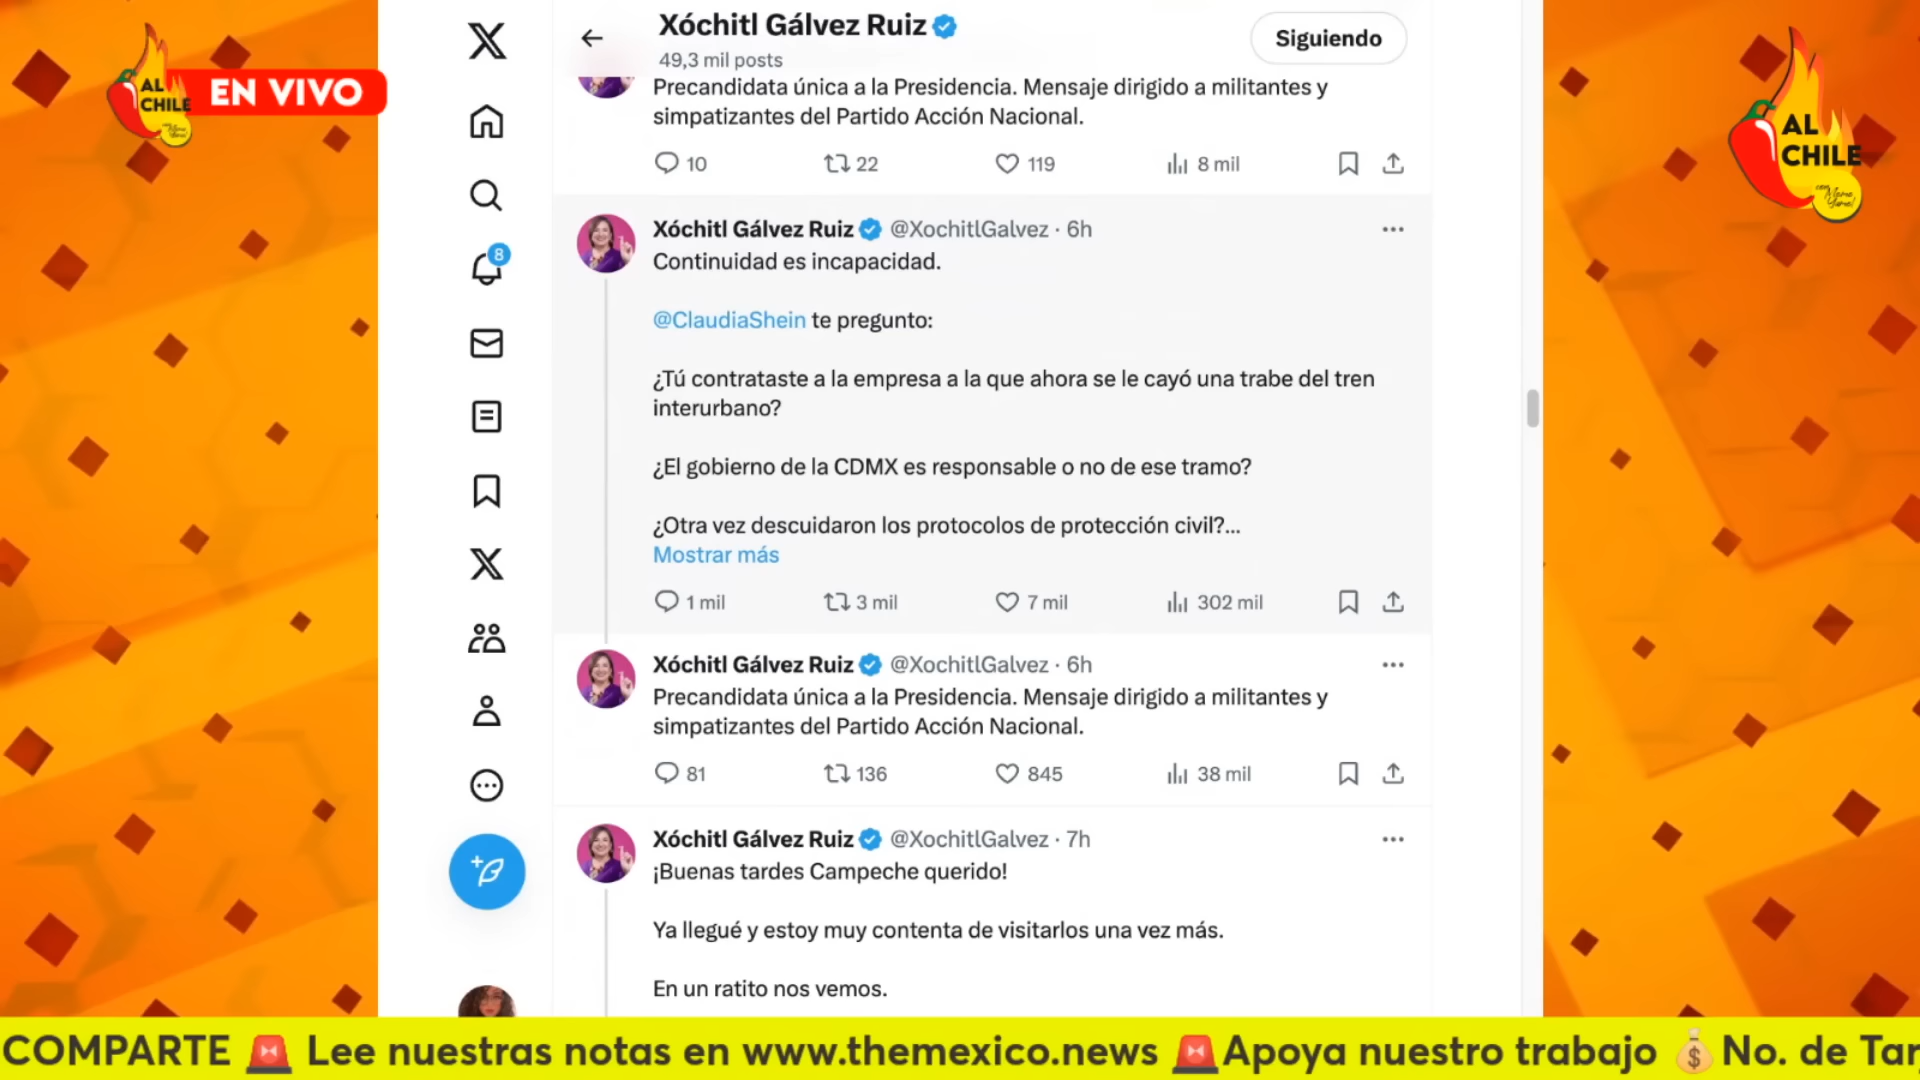 AL
CHILE
EN VIVO
Xóchitl Gálvez Ruiz
49,3 mil posts
Siguiendo
AL
CHILE
con
Meme
Yamel
Precandidata única a la Presidencia. Mensaje dirigido a militantes y
simpatizantes del Partido Acción Nacional.
10 22 119 8 mil
8
Xóchitl Gálvez Ruiz @XochitlGalvez · 6h
Continuidad es incapacidad.
@ClaudiaShein te pregunto:
¿Tú contrataste a la empresa a la que ahora se le cayó una trabe del tren
interurbano?
¿El gobierno de la CDMX es responsable o no de ese tramo?
¿Otra vez descuidaron los protocolos de protección civil?...
Mostrar más
1 mil 3 mil 7 mil 302 mil
Xóchitl Gálvez Ruiz @XochitlGalvez · 6h
Precandidata única a la Presidencia. Mensaje dirigido a militantes y
simpatizantes del Partido Acción Nacional.
81 136 845 38 mil
Xóchitl Gálvez Ruiz @XochitlGalvez · 7h
¡Buenas tardes Campeche querido!
Ya llegué y estoy muy contenta de visitarlos una vez más.
En un ratito nos vemos.
COMPARTE 🚨 Lee nuestras notas en www.themexico.news 🚨Apoya nuestro trabajo 💰No. de Tar